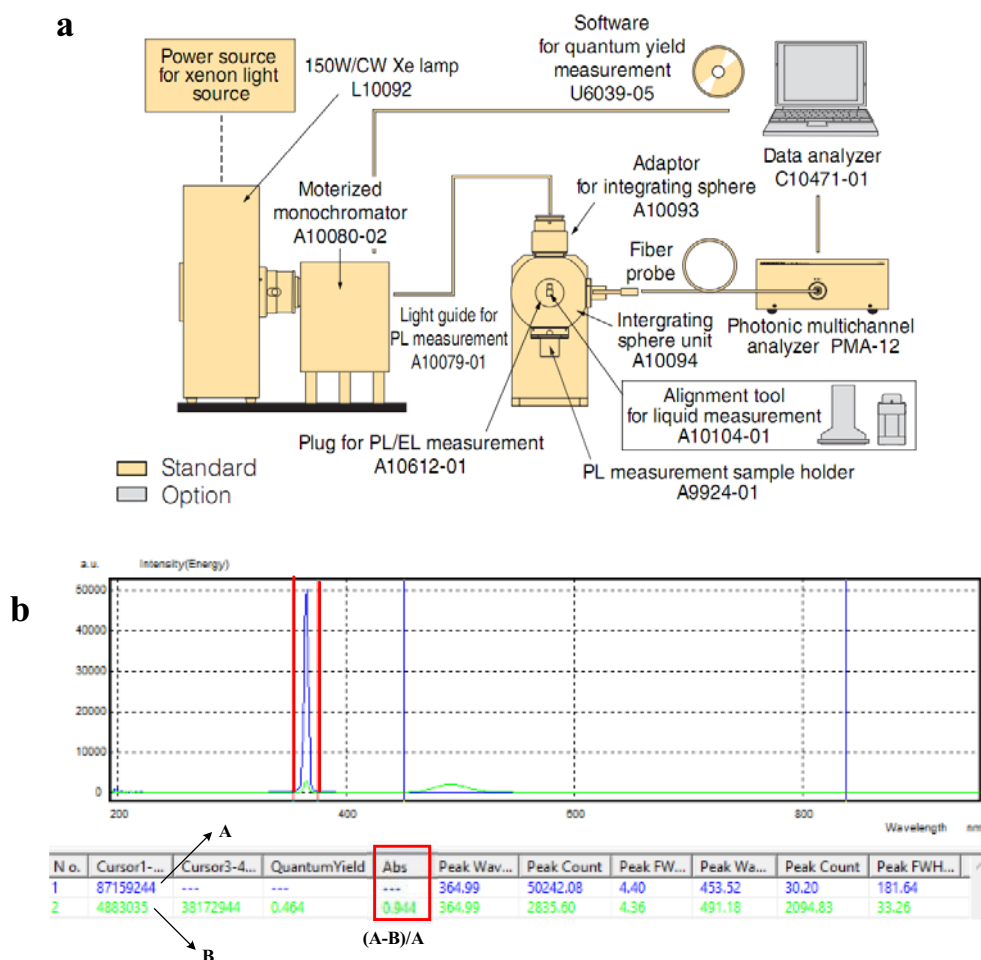 a
Power source
for xenon light
source
150W/CW Xe lamp
L10092
Software
for quantum yield
measurement
U6039-05
Data analyzer
C10471-01
Moterized
monochromator
A10080-02
Adaptor
for integrating sphere
A10093
Fiber
probe
Light guide for
PL measurement
A10079-01
Intergrating
sphere unit
A10094
Photonic multichannel
analyzer PMA-12
Alignment tool
for liquid measurement
A10104-01
Plug for PL/EL measurement
A10612-01
PL measurement sample holder
A9924-01
Standard
Option
b
a.u. Intensity(Energy)
50000
40000
30000
20000
10000
0
200 400 600 800
Wavelength nm
A
N o. Cursor1-... Cursor3-4... QuantumYield Abs Peak Wav... Peak Count Peak FW... Peak Wa... Peak Count Peak FWH...
1 87159244 --- --- --- 364.99 50242.08 4.40 453.52 30.20 181.64
2 4883035 38172944 0.464 0.944 364.99 2835.60 4.36 491.18 2094.83 33.26
(A-B)/A
B